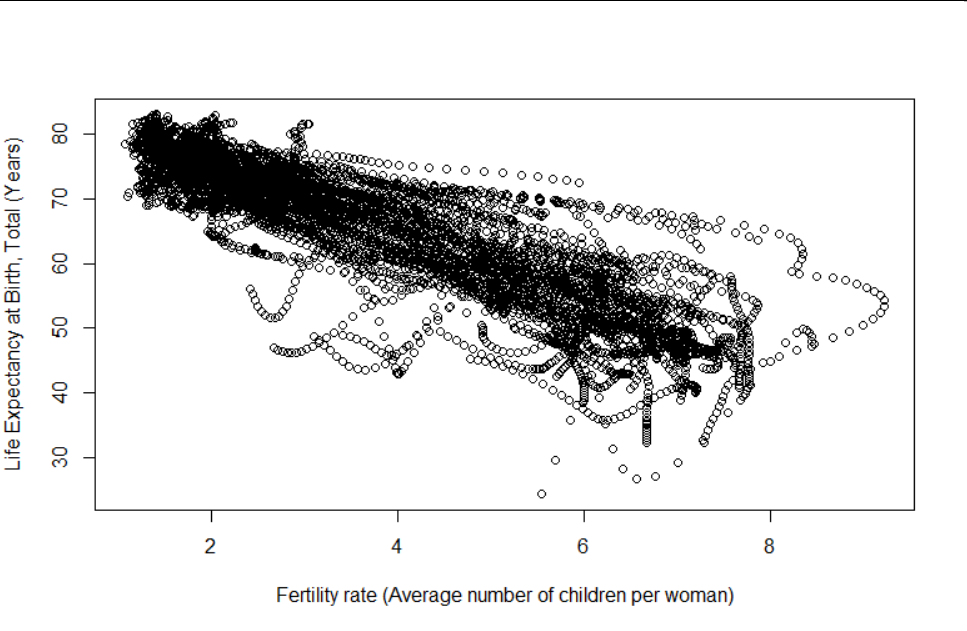 Life Expectancy at Birth, Total (Years)
80
70
60
50
40
30
2 4 6 8
Fertility rate (Average number of children per woman)